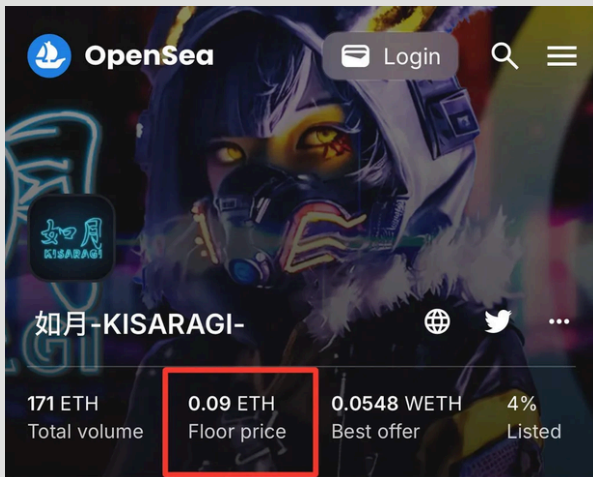 OpenSea
Login
如月
KISARAGI
如月-KISARAGI-
171 ETH
0.09 ETH
0.0548 WETH
4%
Total volume
Floor price
Best offer
Listed